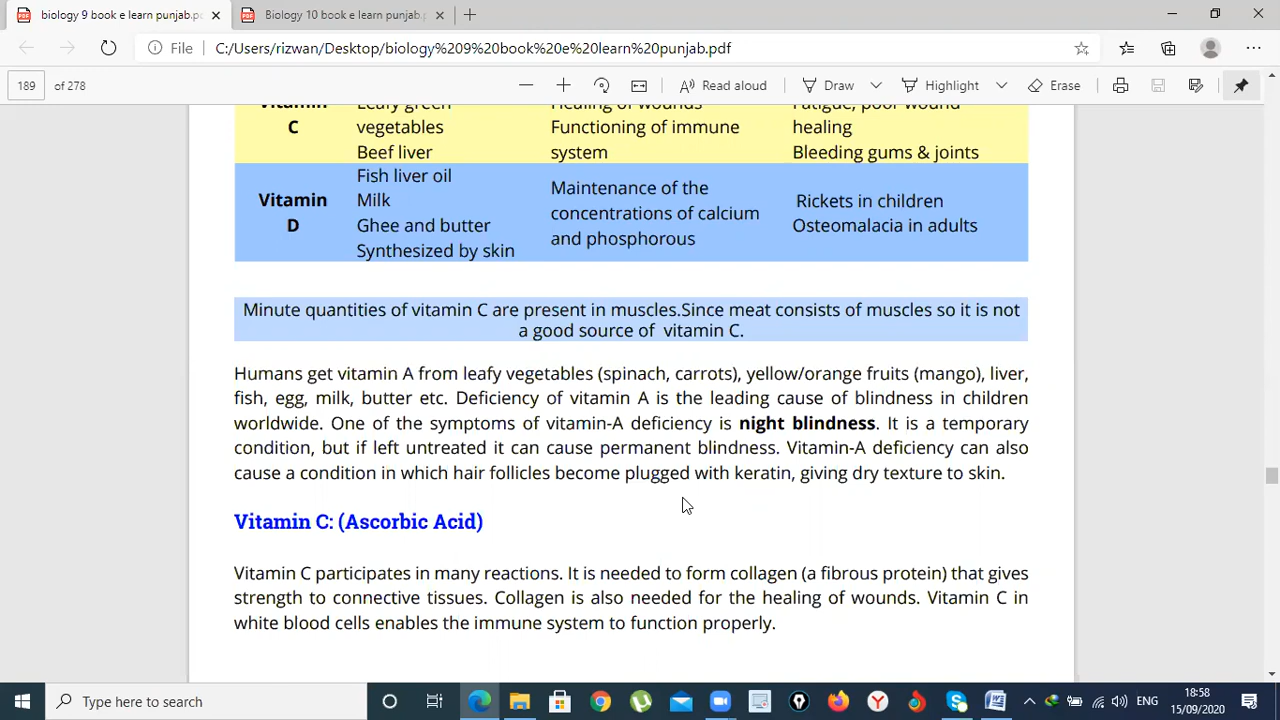 biology 9 book e learn punjab.p
Biology 10 book e learn punjab.p
File C:/Users/rizwan/Desktop/biology%209%20book%20e%20learn%20punjab.pdf
189 of 278 Read aloud Draw Highlight Erase
Vitamin Leafy green Healing of wounds Fatigue, poor wound
C vegetables Functioning of immune healing
Beef liver system Bleeding gums & joints
Fish liver oil
Vitamin Milk Maintenance of the Rickets in children
D Ghee and butter concentrations of calcium Osteomalacia in adults
Synthesized by skin and phosphorous
Minute quantities of vitamin C are present in muscles.Since meat consists of muscles so it is not
a good source of vitamin C.
Humans get vitamin A from leafy vegetables (spinach, carrots), yellow/orange fruits (mango), liver,
fish, egg, milk, butter etc. Deficiency of vitamin A is the leading cause of blindness in children
worldwide. One of the symptoms of vitamin-A deficiency is night blindness. It is a temporary
condition, but if left untreated it can cause permanent blindness. Vitamin-A deficiency can also
cause a condition in which hair follicles become plugged with keratin, giving dry texture to skin.
Vitamin C: (Ascorbic Acid)
Vitamin C participates in many reactions. It is needed to form collagen (a fibrous protein) that gives
strength to connective tissues. Collagen is also needed for the healing of wounds. Vitamin C in
white blood cells enables the immune system to function properly.
Type here to search
ENG
18:58
15/09/2020